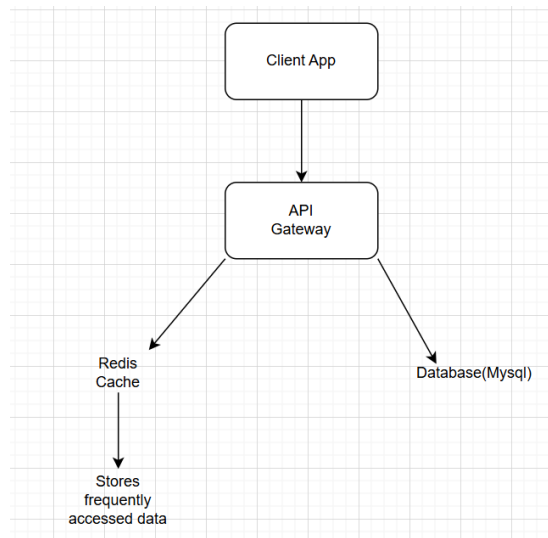 Client App
API
Gateway
Redis
Cache
Database(Mysql)
Stores
frequently
accessed data